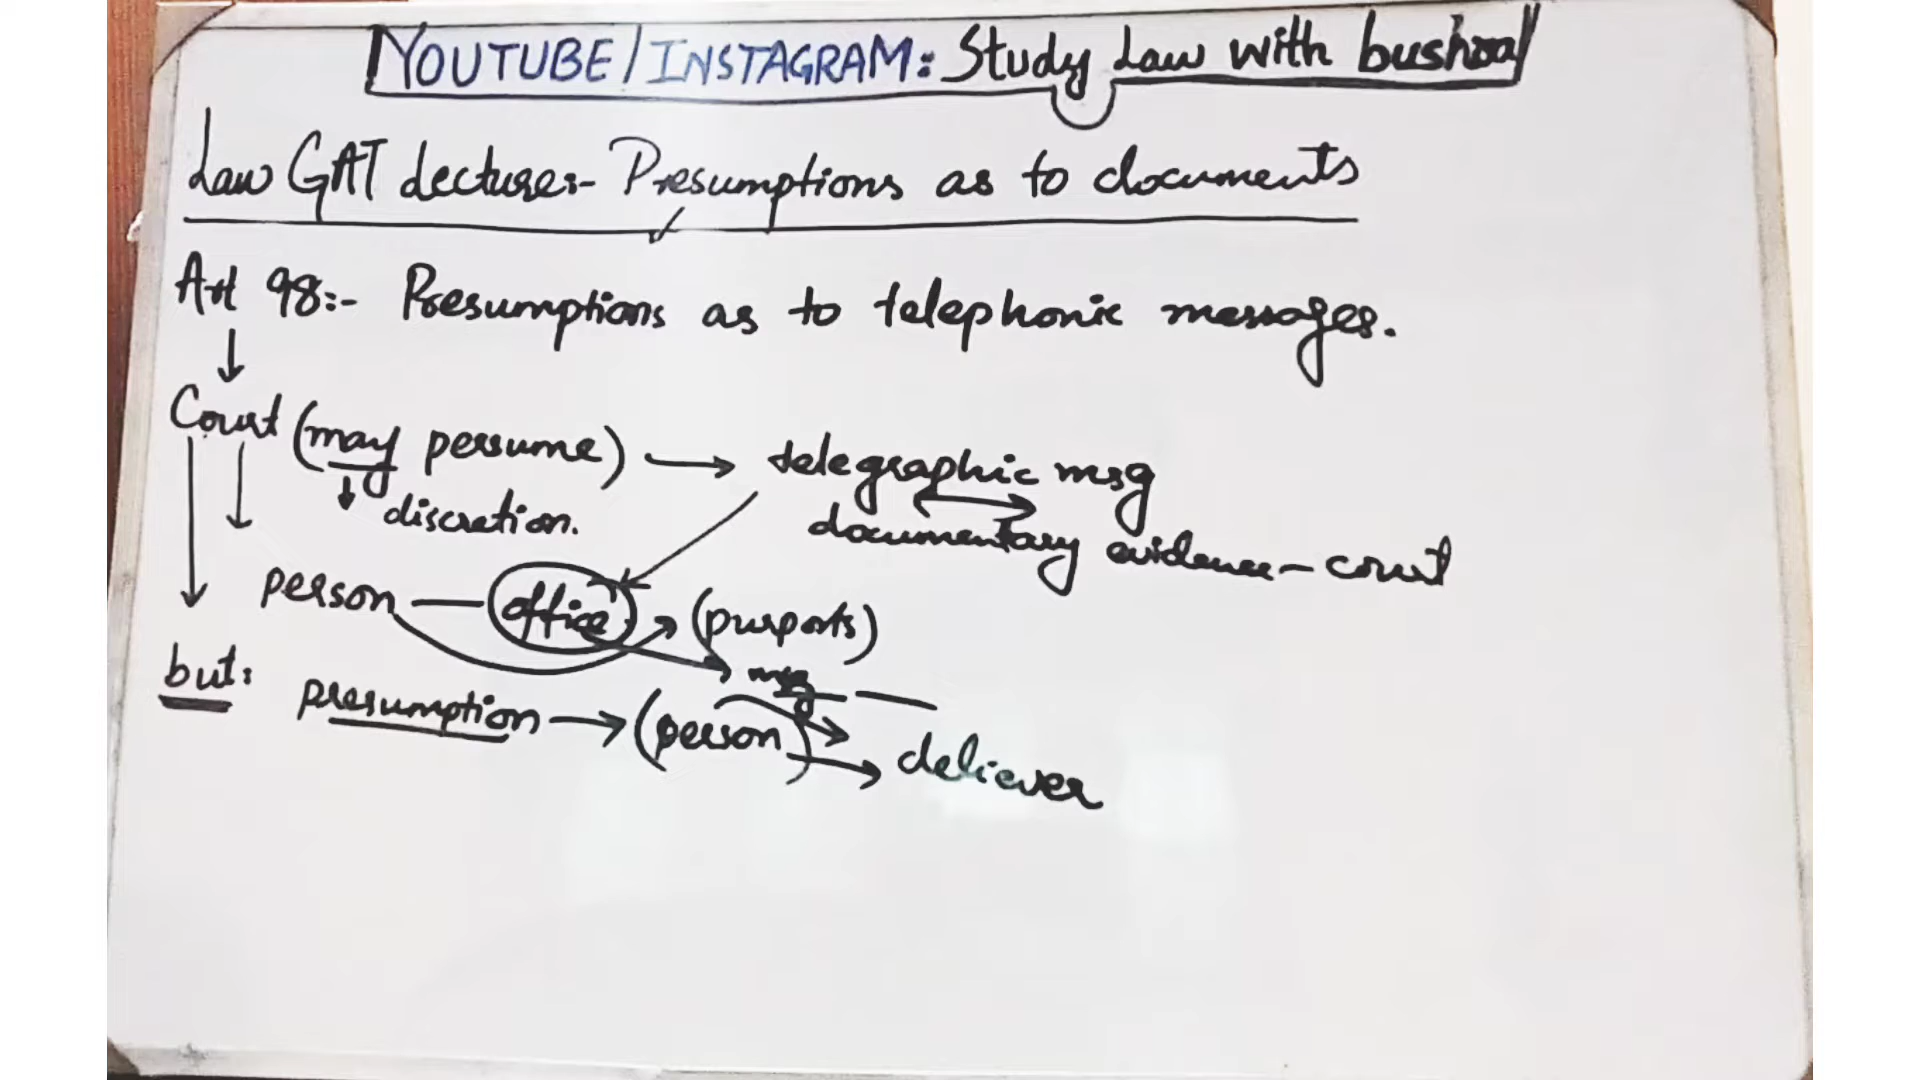 YOUTUBE/INSTAGRAM: Study Law with bushra
Law GAT Lecture:- Presumptions as to documents
Art 98:- Presumptions as to telephonic messages.
Court (may persume) → telegraphic msg
discretion.
documentary evidence - court
person — office → (purports)
msg
but: presumption → (person) → deliever